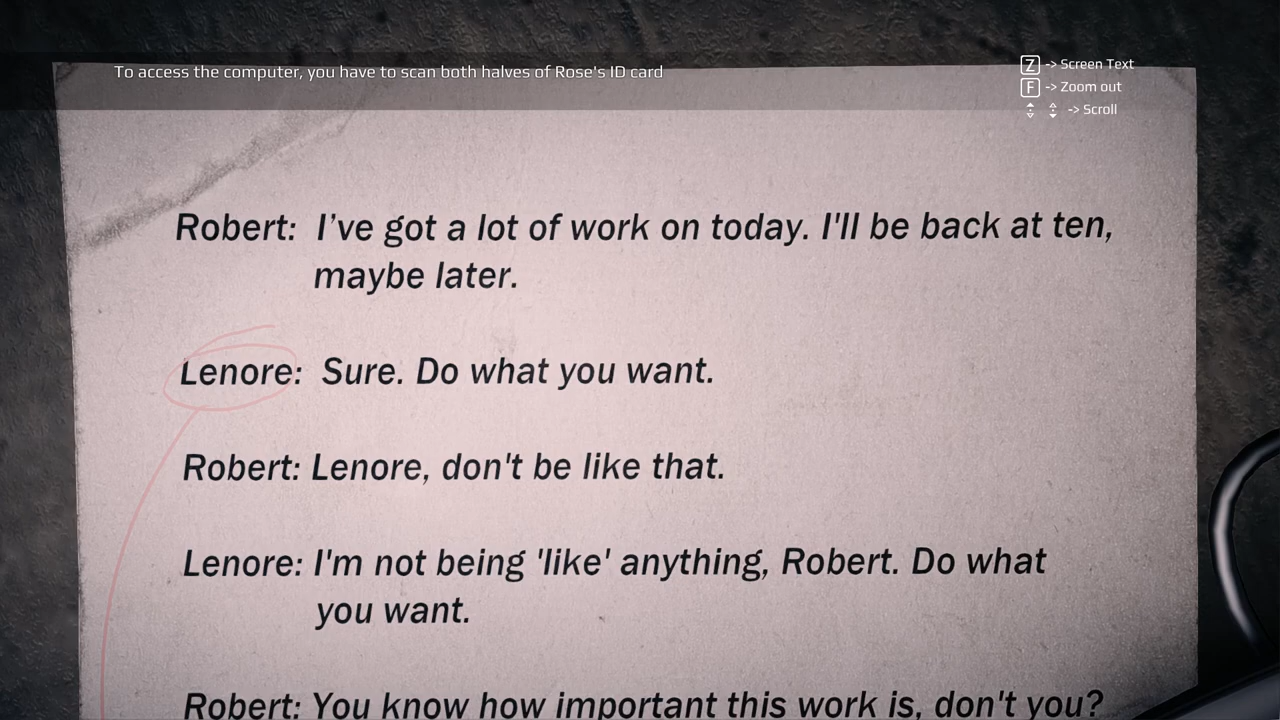 To access the computer, you have to scan both halves of Rose's ID card
Z -> Screen Text
F -> Zoom out
-> Scroll
Robert: I've got a lot of work on today. I'll be back at ten,
maybe later.
Lenore: Sure. Do what you want.
Robert: Lenore, don't be like that.
Lenore: I'm not being 'like' anything, Robert. Do what
you want.
Robert: You know how important this work is, don't you?